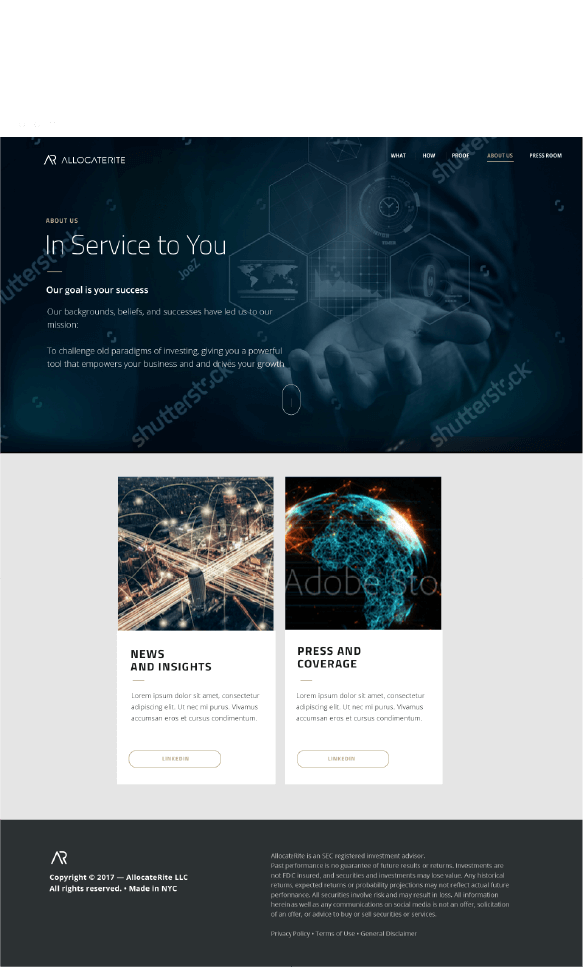 ALLOCATERITE
WHAT HOW PROOF ABOUT US PRESS ROOM
ABOUT US
In Service to You
Our goal is your success
Our backgrounds, beliefs, and successes have led us to our
mission:
To challenge old paradigms of investing, giving you a powerful
tool that empowers your business and and drives your growth
shutterstock
JoeZ
shutterstock
shutterstock
shutterstock
Adobe Stoc
NEWS
AND INSIGHTS
Lorem ipsum dolor sit amet, consectetur
adipiscing elit. Ut nec mi purus. Vivamus
accumsan eros et cursus condimentum.
LINKEDIN
PRESS AND
COVERAGE
Lorem ipsum dolor sit amet, consectetur
adipiscing elit. Ut nec mi purus. Vivamus
accumsan eros et cursus condimentum.
LINKEDIN
AR
Copyright © 2017 — AllocateRite LLC
All rights reserved. • Made in NYC
AllocateRite is an SEC registered investment advisor.
Past performance is no guarantee of future results or returns. Investments are
not FDIC insured, and securities and investments may lose value. Any historical
returns, expected returns or probability projections may not reflect actual future
performance. All securities involve risk and may result in loss. All information
herein as well as any communications on social media is not an offer, solicitation
of an offer, or advice to buy or sell securities or services.
Privacy Policy • Terms of Use • General Disclaimer